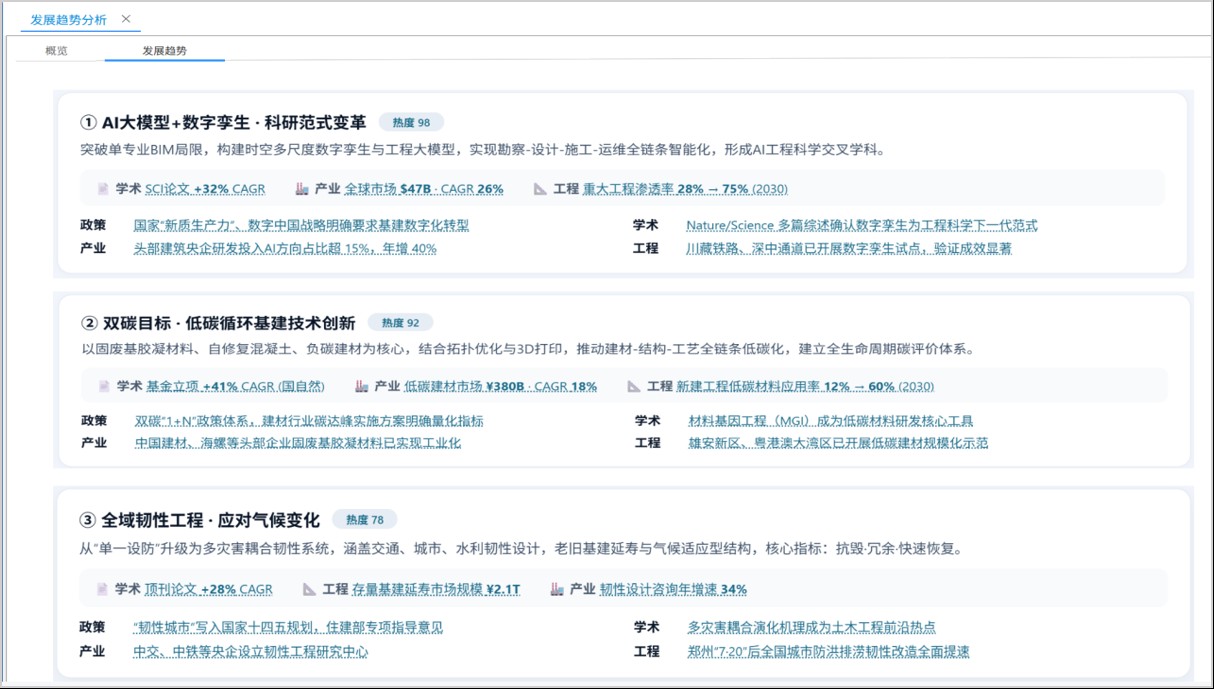 发展趋势分析 ×
概览 发展趋势
① AI大模型+数字孪生 · 科研范式变革 热度 98
突破单专业BIM局限，构建时空多尺度数字孪生与工程大模型，实现勘察-设计-施工-运维全链条智能化，形成AI工程科学交叉学科。
学术 SCI论文 +32% CAGR 产业 全球市场 $47B · CAGR 26% 工程 重大工程渗透率 28% → 75% (2030)
政策 国家“新质生产力”、数字中国战略明确要求基建数字化转型 学术 Nature/Science 多篇综述确认数字孪生为工程科学下一代范式
产业 头部建筑央企研发投入AI方向占比超 15%，年增 40% 工程 川藏铁路、深中通道已开展数字孪生试点，验证成效显著
② 双碳目标 · 低碳循环基建技术创新 热度 92
以固废基胶凝材料、自修复混凝土、负碳建材为核心，结合拓扑优化与3D打印，推动建材-结构-工艺全链条低碳化，建立全生命周期碳评价体系。
学术 基金立项 +41% CAGR (国自然) 产业 低碳建材市场 ¥380B · CAGR 18% 工程 新建工程低碳材料应用率 12% → 60% (2030)
政策 双碳“1+N”政策体系，建材行业碳达峰实施方案明确量化指标 学术 材料基因工程（MGI）成为低碳材料研发核心工具
产业 中国建材、海螺等头部企业固废基胶凝材料已实现工业化 工程 雄安新区、粤港澳大湾区已开展低碳建材规模化示范
③ 全域韧性工程 · 应对气候变化 热度 78
从“单一设防”升级为多灾害耦合韧性系统，涵盖交通、城市、水利韧性设计，老旧基建延寿与气候适应型结构，核心指标：抗毁·冗余·快速恢复。
学术 顶刊论文 +28% CAGR 工程 存量基建延寿市场规模 ¥2.1T 产业 韧性设计咨询年增速 34%
政策 “韧性城市”写入国家十四五规划，住建部专项指导意见 学术 多灾害耦合演化机理成为土木工程前沿热点
产业 中交、中铁等央企设立韧性工程研究中心 工程 郑州“7·20”后全国城市防洪排涝韧性改造全面提速